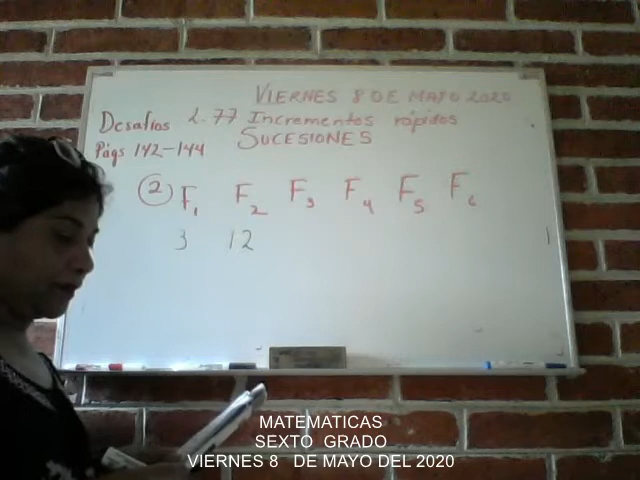 VIERNES 8 DE MAYO 2020
Desafíos L.77 Incrementos rápidos
Págs 142-144 SUCESIONES
2 F1 F2 F3 F4 F5 F6
3 12
MATEMATICAS
SEXTO GRADO
VIERNES 8 DE MAYO DEL 2020